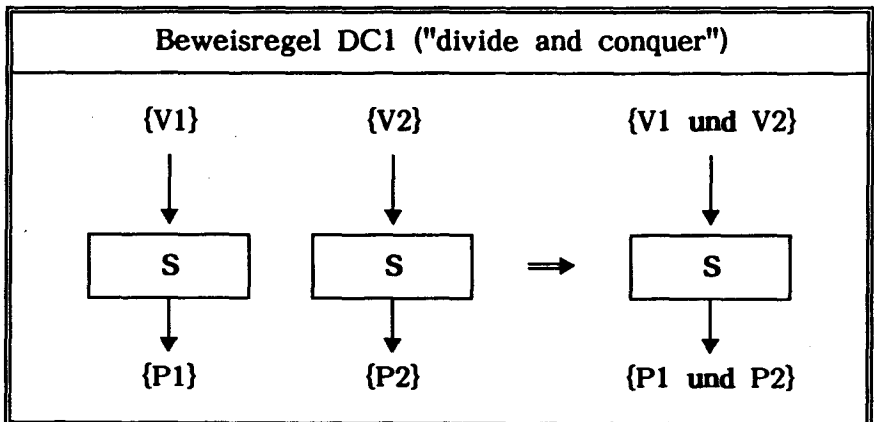 Beweisregel DC1 ("divide and conquer")
{V1} {V2} {V1 und V2}
S S S
{P1} {P2} {P1 und P2}